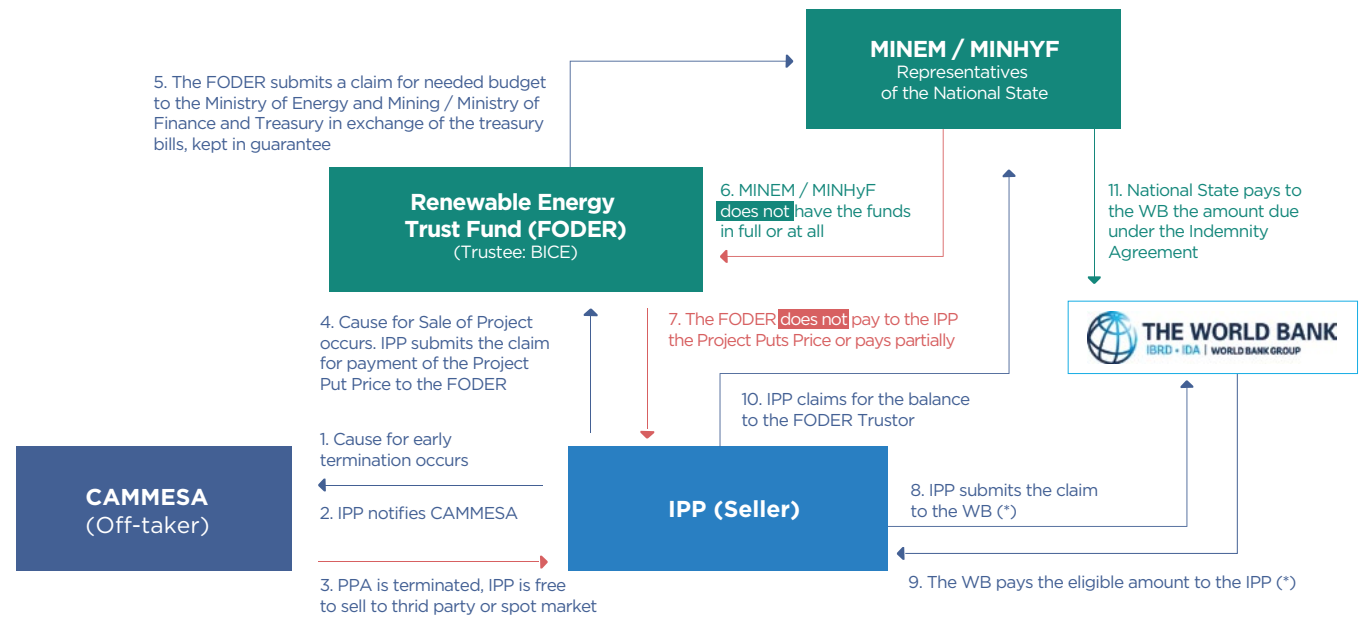 MINEM / MINHYF
Representatives
of the National State
5. The FODER submits a claim for needed budget
to the Ministry of Energy and Mining / Ministry of
Finance and Treasury in exchange of the treasury
bills, kept in guarantee
Renewable Energy
Trust Fund (FODER)
(Trustee: BICE)
6. MINEM / MINHyF
does not have the funds
in full or at all
11. National State pays to
the WB the amount due
under the Indemnity
Agreement
4. Cause for Sale of Project
occurs. IPP submits the claim
for payment of the Project
Put Price to the FODER
7. The FODER does not pay to the IPP
the Project Puts Price or pays partially
THE WORLD BANK
IBRD • IDA | WORLD BANK GROUP
10. IPP claims for the balance
to the FODER Trustor
1. Cause for early
termination occurs
CAMMESA
(Off-taker)
2. IPP notifies CAMMESA
IPP (Seller)
8. IPP submits the claim
to the WB (*)
3. PPA is terminated, IPP is free
to sell to thrid party or spot market
9. The WB pays the eligible amount to the IPP (*)